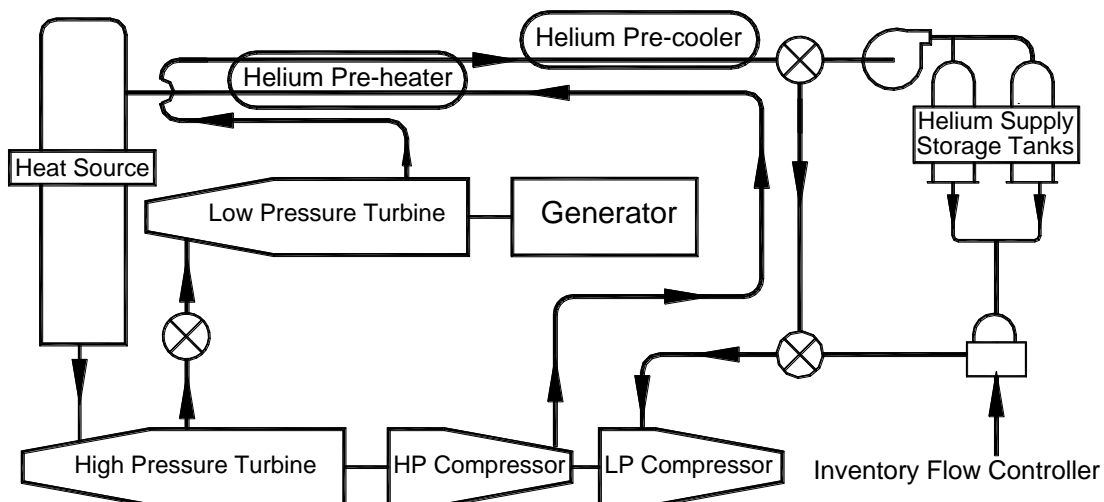 Helium Pre-cooler
Helium Pre-heater
Helium Supply
Storage Tanks
Heat Source
Low Pressure Turbine
Generator
High Pressure Turbine
HP Compressor
LP Compressor
Inventory Flow Controller